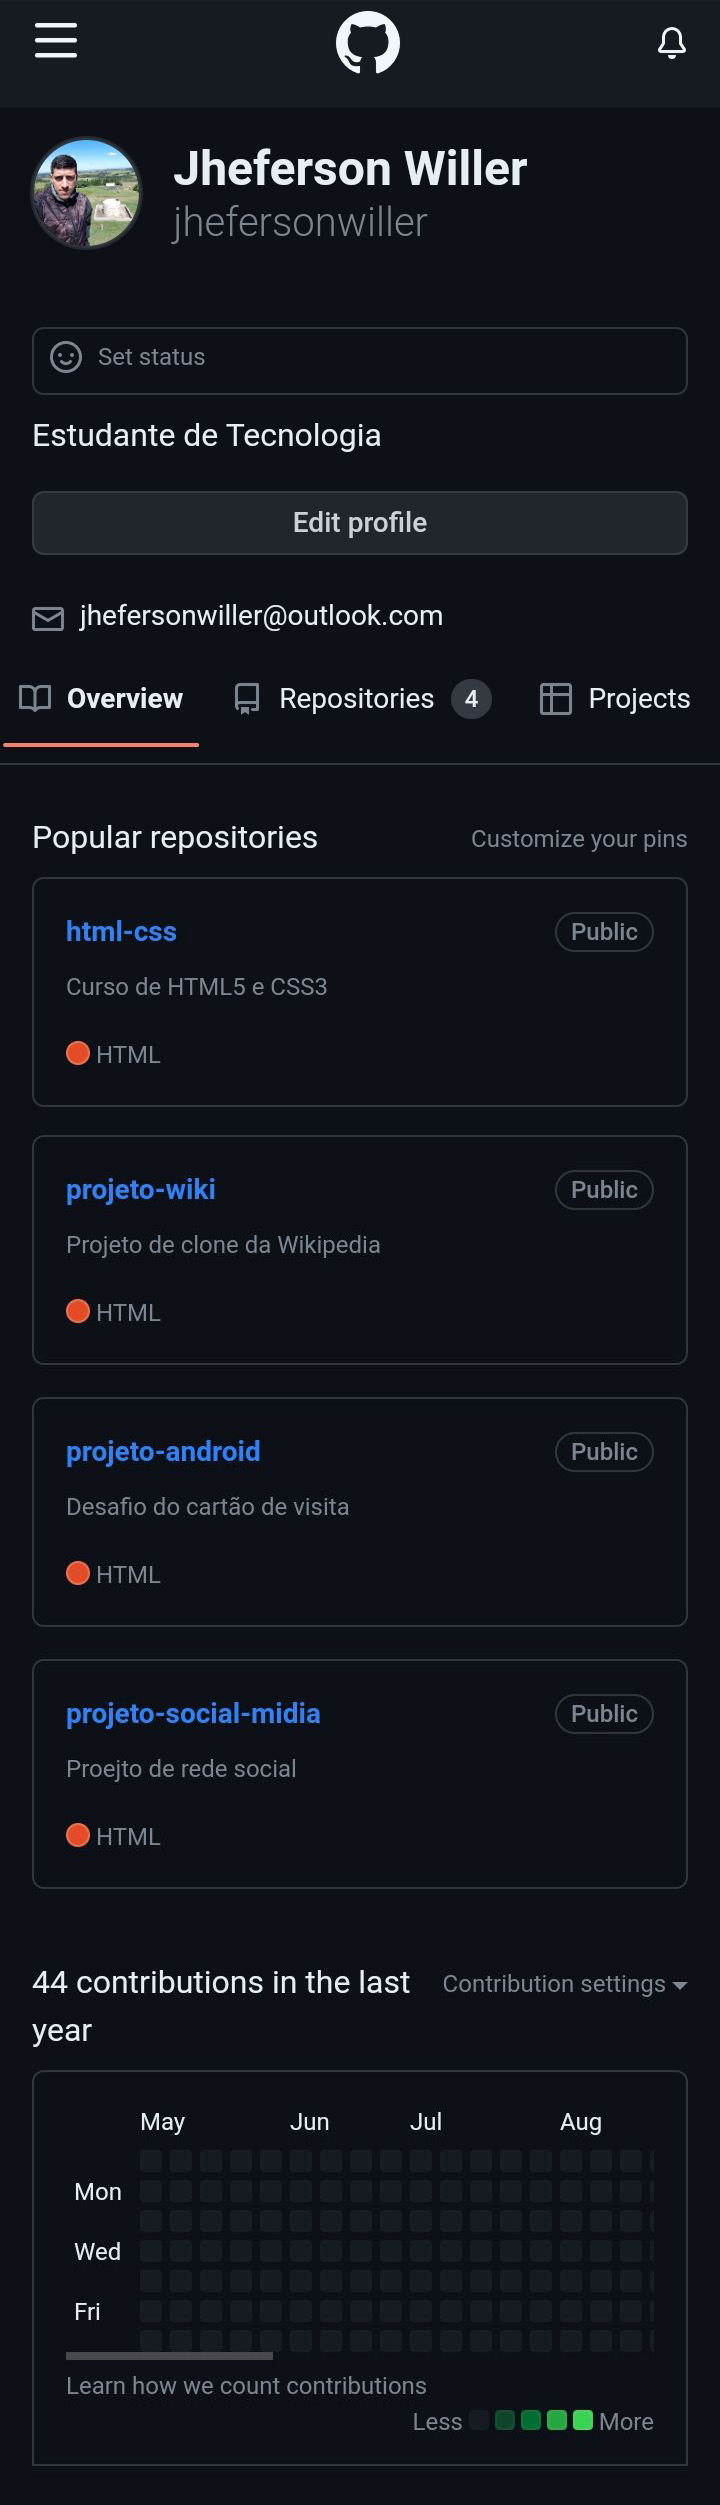 Jheferson Willer
jhefersonwiller
Set status
Estudante de Tecnologia
Edit profile
jhefersonwiller@outlook.com
Overview Repositories 4 Projects
Popular repositories Customize your pins
html-css Public
Curso de HTML5 e CSS3
HTML
projeto-wiki Public
Projeto de clone da Wikipedia
HTML
projeto-android Public
Desafio do cartão de visita
HTML
projeto-social-midia Public
Proejto de rede social
HTML
44 contributions in the last Contribution settings
year
May Jun Jul Aug
Mon
Wed
Fri
Learn how we count contributions
Less More